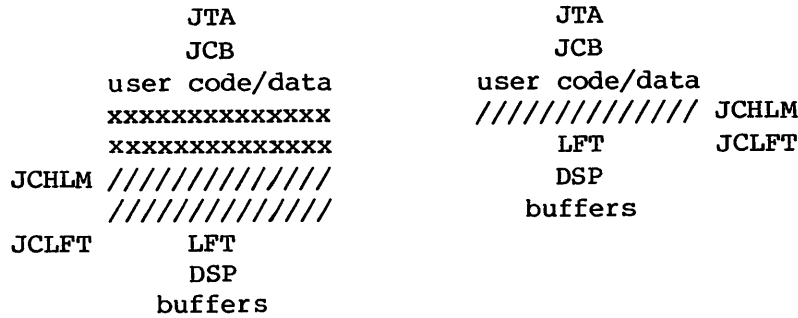 JTA
JCB
user code/data
xxxxxxxxxxxxxx
xxxxxxxxxxxxxx
JCHLM //////////////
//////////////
JCLFT LFT
DSP
buffers
JTA
JCB
user code/data
////////////// JCHLM
LFT JCLFT
DSP
buffers